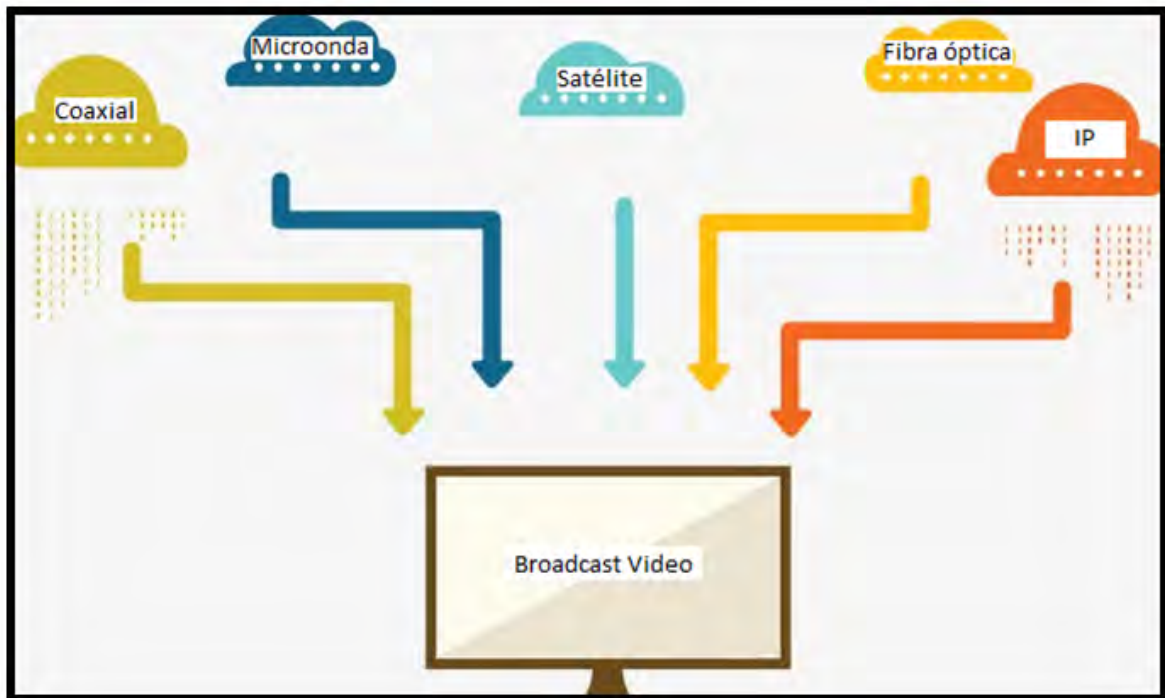 Microonda
Fibra óptica
Satélite
Coaxial
IP
Broadcast Video